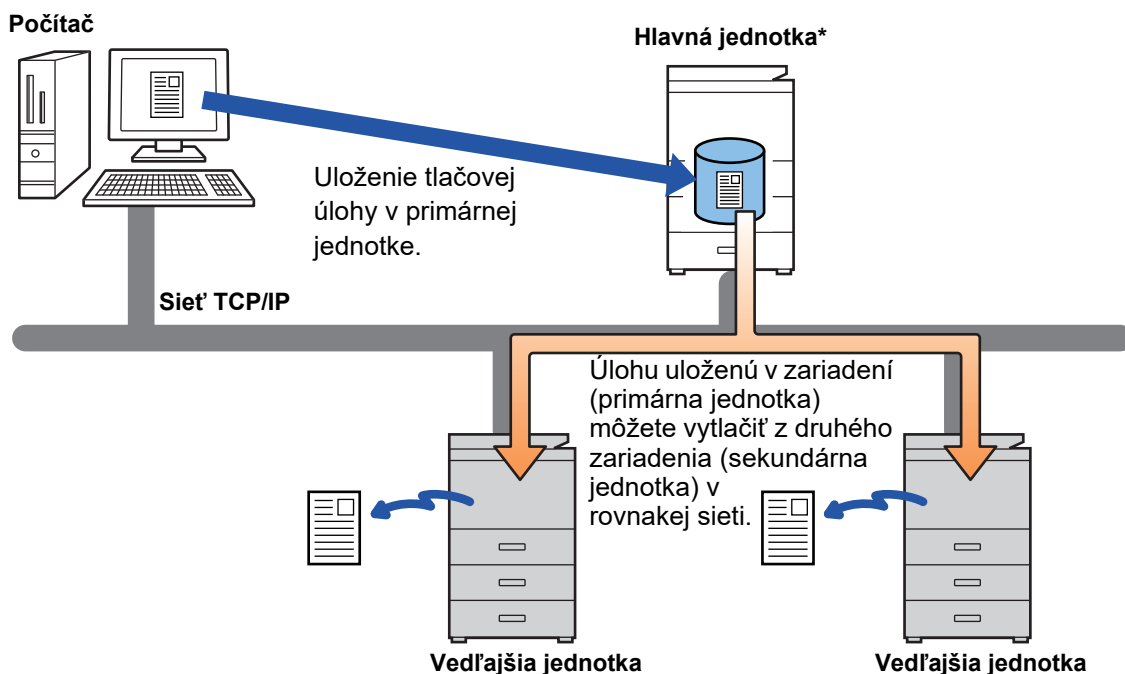 Počítač
Hlavná jednotka*
Uloženie tlačovej
úlohy v primárnej
jednotke.
Sieť TCP/IP
Úlohu uloženú v zariadení
(primárna jednotka)
môžete vytlačiť z druhého
zariadenia (sekundárna
jednotka) v
rovnakej sieti.
Vedľajšia jednotka
Vedľajšia jednotka